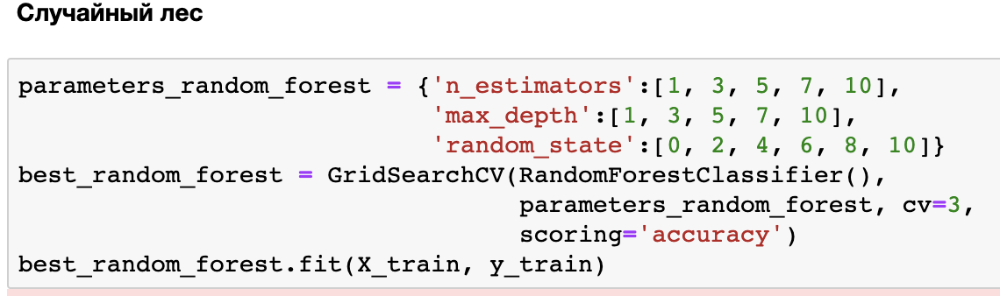 Случайный лес
parameters_random_forest = {'n_estimators':[1, 3, 5, 7, 10],
'max_depth':[1, 3, 5, 7, 10],
'random_state':[0, 2, 4, 6, 8, 10]}
best_random_forest = GridSearchCV(RandomForestClassifier(),
parameters_random_forest, cv=3,
scoring='accuracy')
best_random_forest.fit(X_train, y_train)